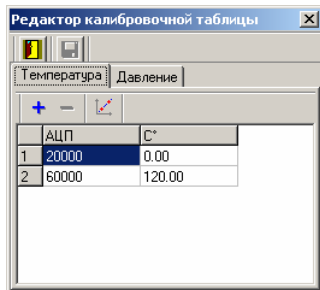 Редактор калибровочной таблицы
Температура Давление
АЦП C°
1 20000 0.00
2 60000 120.00